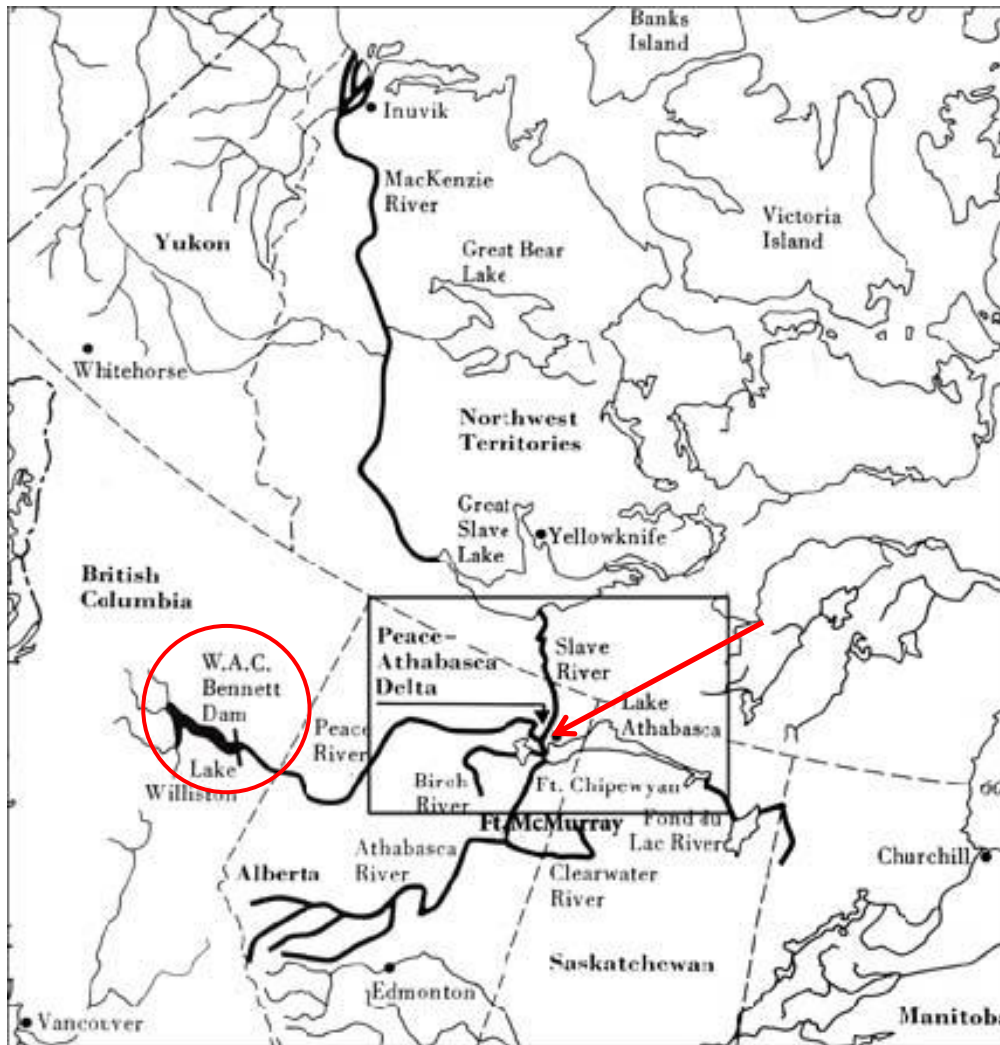 Banks
Island
Inuvik
MacKenzie
River
Victoria
Island
Yukon
Great Bear
Lake
Whitehorse
Northwest
Territories
Great
Slave
Lake
Yellowknife
British
Columbia
Peace-
Athabasca
Delta
Slave
River
W.A.C.
Bennett
Dam
Lake
Athabasca
Peace
River
Lake
Williston
Birch
River
Ft. Chipewyan
Ft. McMurray
Fond du
Lac River
Athabasca
River
Churchill
Alberta
Clearwater
River
Saskatchewan
Edmonton
Manitoba
Vancouver